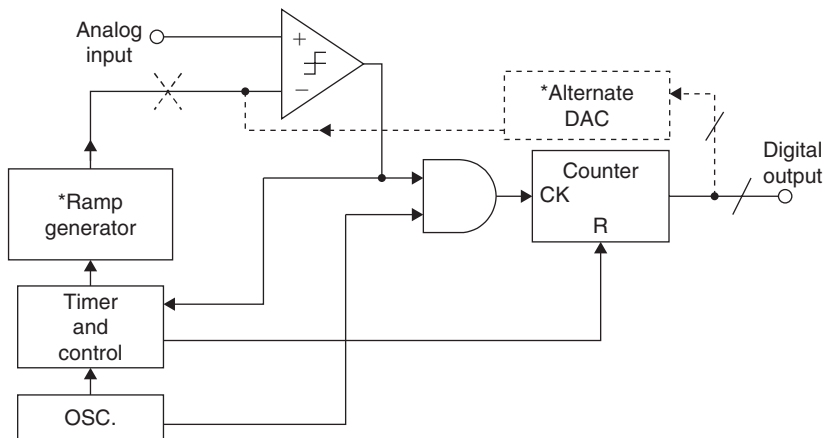 Analog
input
+
−
*Alternate
DAC
Digital
output
Counter
CK
R
*Ramp
generator
Timer
and
control
OSC.